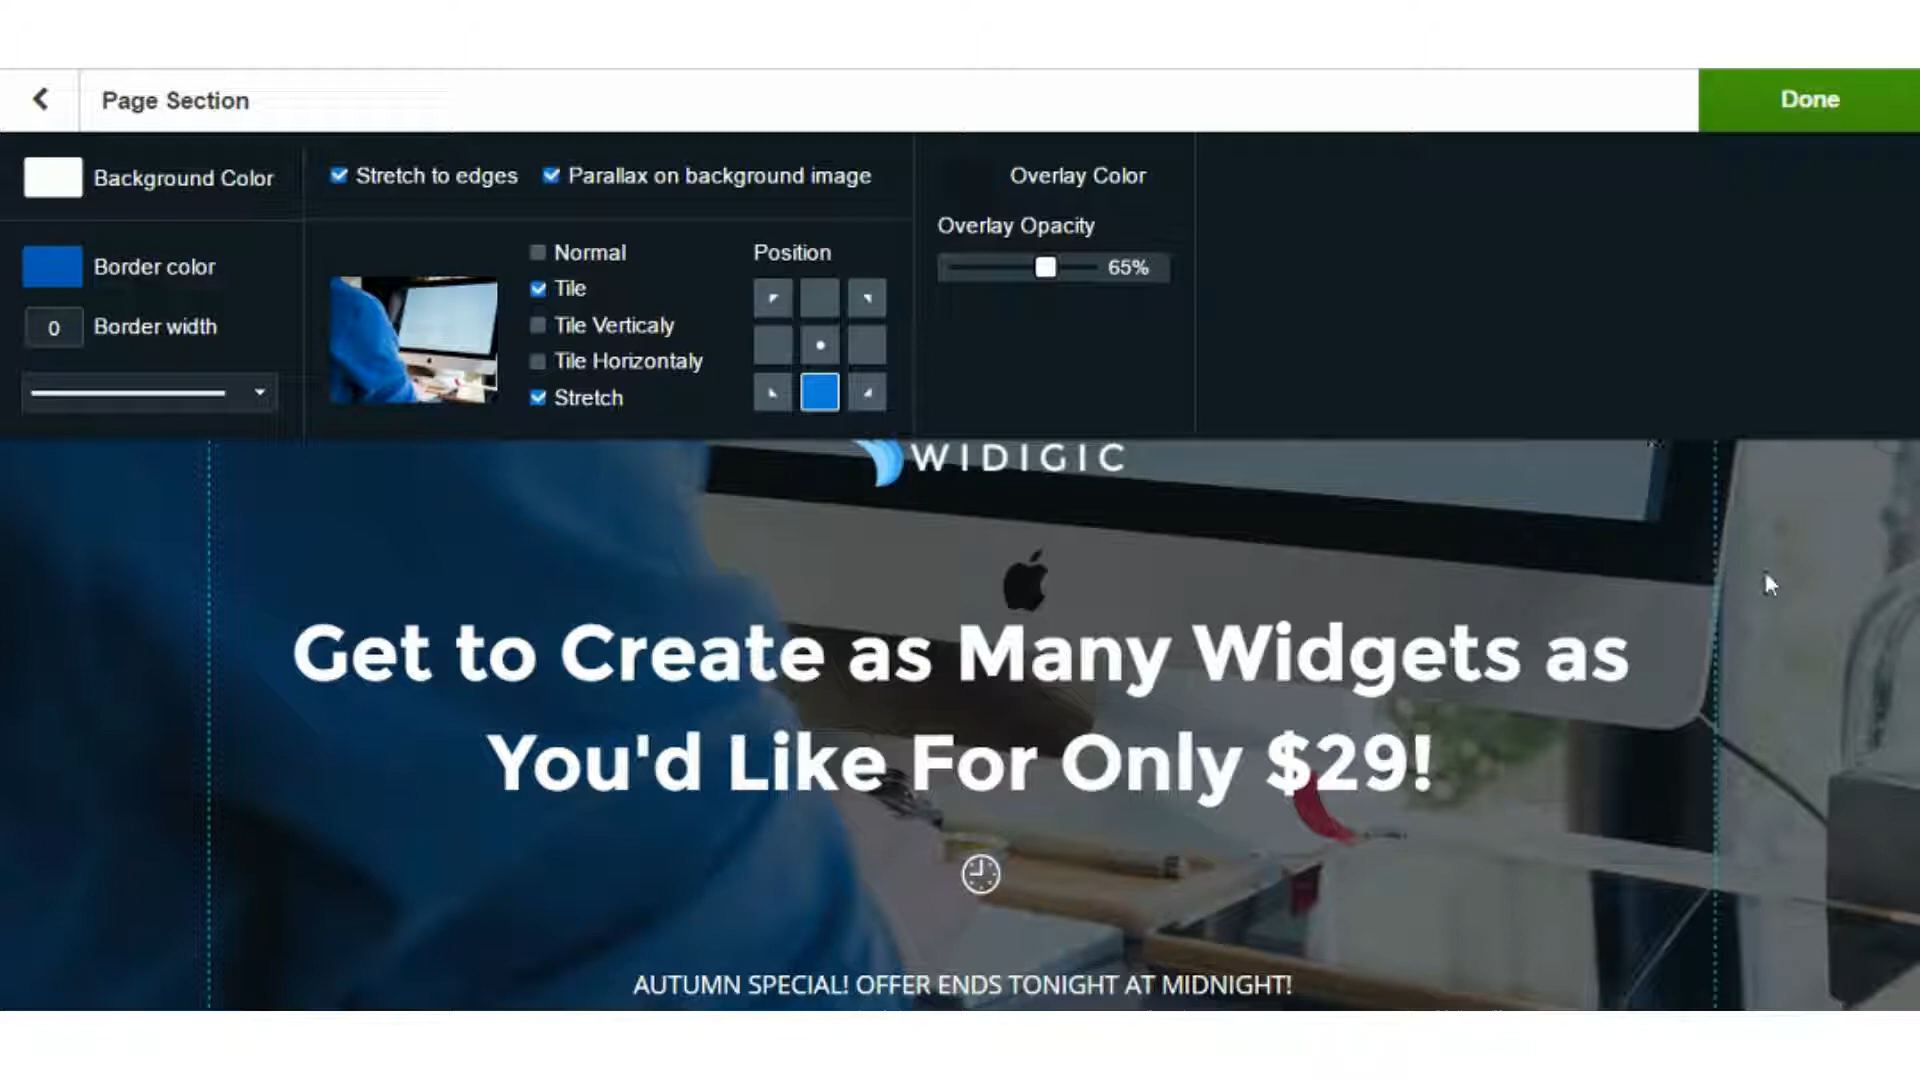 Page Section
Done
Background Color
Stretch to edges
Parallax on background image
Overlay Color
Overlay Opacity
65%
Border color
0
Border width
Normal
Tile
Tile Verticaly
Tile Horizontaly
Stretch
Position
WIDIGIC
Get to Create as Many Widgets as
You'd Like For Only $29!
AUTUMN SPECIAL! OFFER ENDS TONIGHT AT MIDNIGHT!